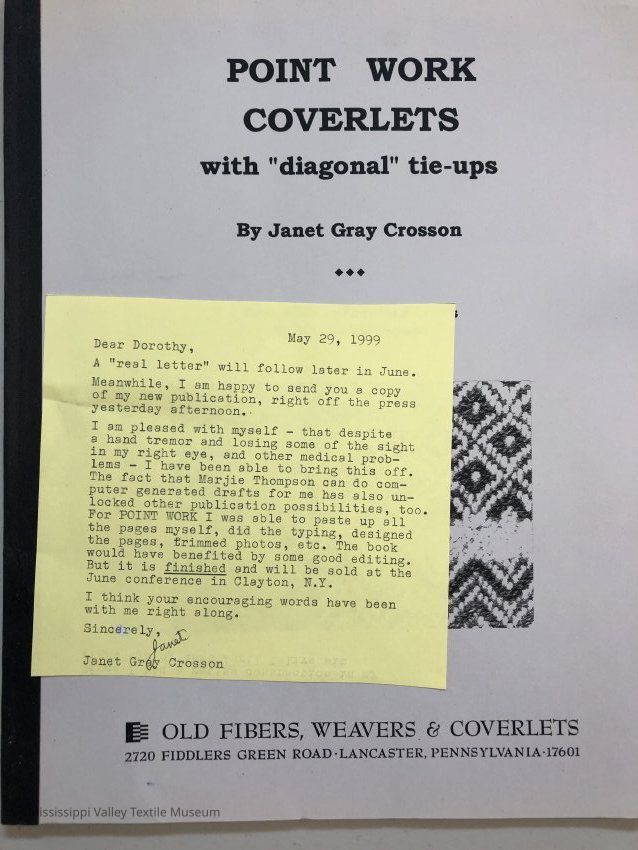 POINT WORK
COVERLETS
with "diagonal" tie-ups
By Janet Gray Crosson
May 29, 1999
Dear Dorothy,
A "real letter" will follow later in June.
Meanwhile, I am happy to send you a copy
of my new publication, right off the press
yesterday afternoon.
I am pleased with myself - that despite
a hand tremor and losing some of the sight
in my right eye, and other medical prob-
lems - I have been able to bring this off.
The fact that Marjie Thompson can do com-
puter generated drafts for me has also un-
locked other publication possibilities, too.
For POINT WORK I was able to paste up all
the pages myself, did the typing, designed
the pages, trimmed photos, etc. The book
would have benefited by some good editing.
But it is finished and will be sold at the
June conference in Clayton, N.Y.
I think your encouraging words have been
with me right along.
Sincerely,
Janet
Janet Gray Crosson
OLD FIBERS, WEAVERS & COVERLETS
2720 FIDDLERS GREEN ROAD·LANCASTER, PENNSYLVANIA·17601
ississippi Valley Textile Museum